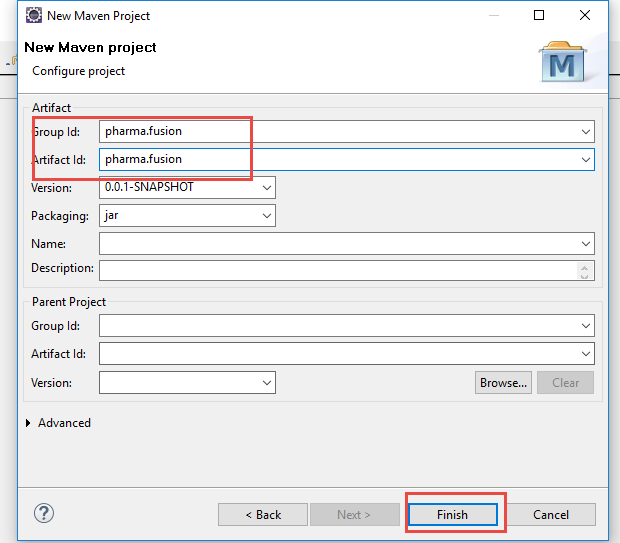 New Maven Project
New Maven project
Configure project
M
Artifact
Group Id: pharma.fusion
Artifact Id: pharma.fusion
Version: 0.0.1-SNAPSHOT
Packaging: jar
Name:
Description:
Parent Project
Group Id:
Artifact Id:
Version: Browse... Clear
Advanced
? < Back Next > Finish Cancel